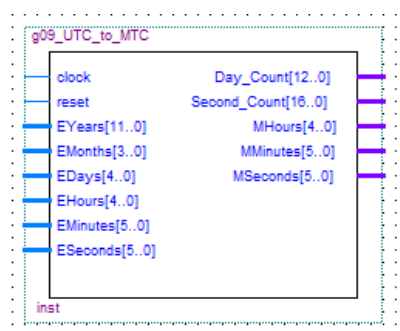 g09_UTC_to_MTC
clock Day_Count[12..0]
reset Second_Count[16..0]
EYears[11..0] MHours[4..0]
EMonths[3..0] MMinutes[5..0]
EDays[4..0] MSeconds[5..0]
EHours[4..0]
EMinutes[5..0]
ESeconds[5..0]
inst